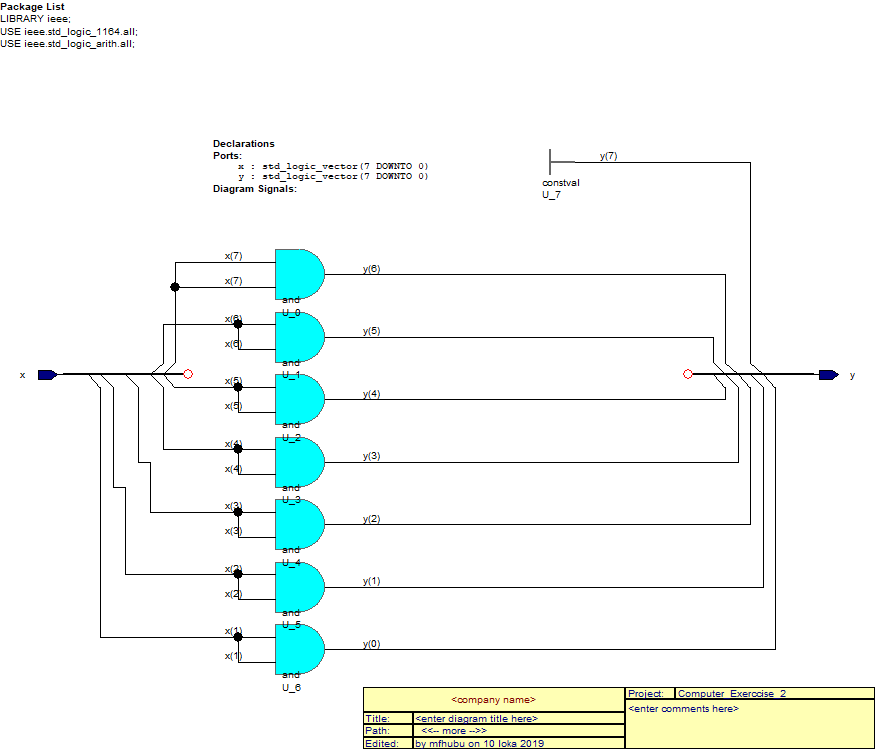 Package List
LIBRARY ieee;
USE ieee.std_logic_1164.all;
USE ieee.std_logic_arith.all;
Declarations
Ports:
x : std_logic_vector(7 DOWNTO 0)
y : std_logic_vector(7 DOWNTO 0)
Diagram Signals:
y(7)
constval
U_7
x(7)
x(7)
y(6)
and
U_0
x(6)
x(6)
y(5)
and
U_1
x
y
x(5)
x(5)
y(4)
and
U_2
x(4)
x(4)
y(3)
and
U_3
x(3)
x(3)
y(2)
and
U_4
x(2)
x(2)
y(1)
and
U_5
x(1)
x(1)
y(0)
and
U_6
<company name>
Project: Computer_Exerccise_2
<enter comments here>
Title: <enter diagram title here>
Path: <<-- more -->>
Edited: by mfhubu on 10 loka 2019